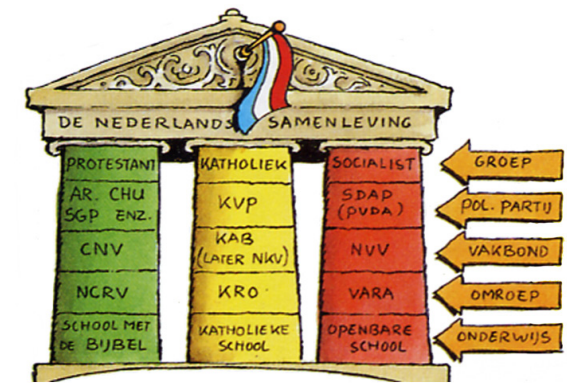 DE NEDERLANDS SAMENLEVING
PROTESTANT KATHOLIEK SOCIALIST GROEP
AR. CHU
SGP ENZ.
KVP
SDAP
(PVDA)
POL. PARTIJ
CNV
KAB
(LATER NKV)
NVV
VAKBOND
NCRV KRO VARA OMROEP
SCHOOL MET
DE BIJBEL
KATHOLIEKE
SCHOOL
OPENBARE
SCHOOL
ONDERWIJS